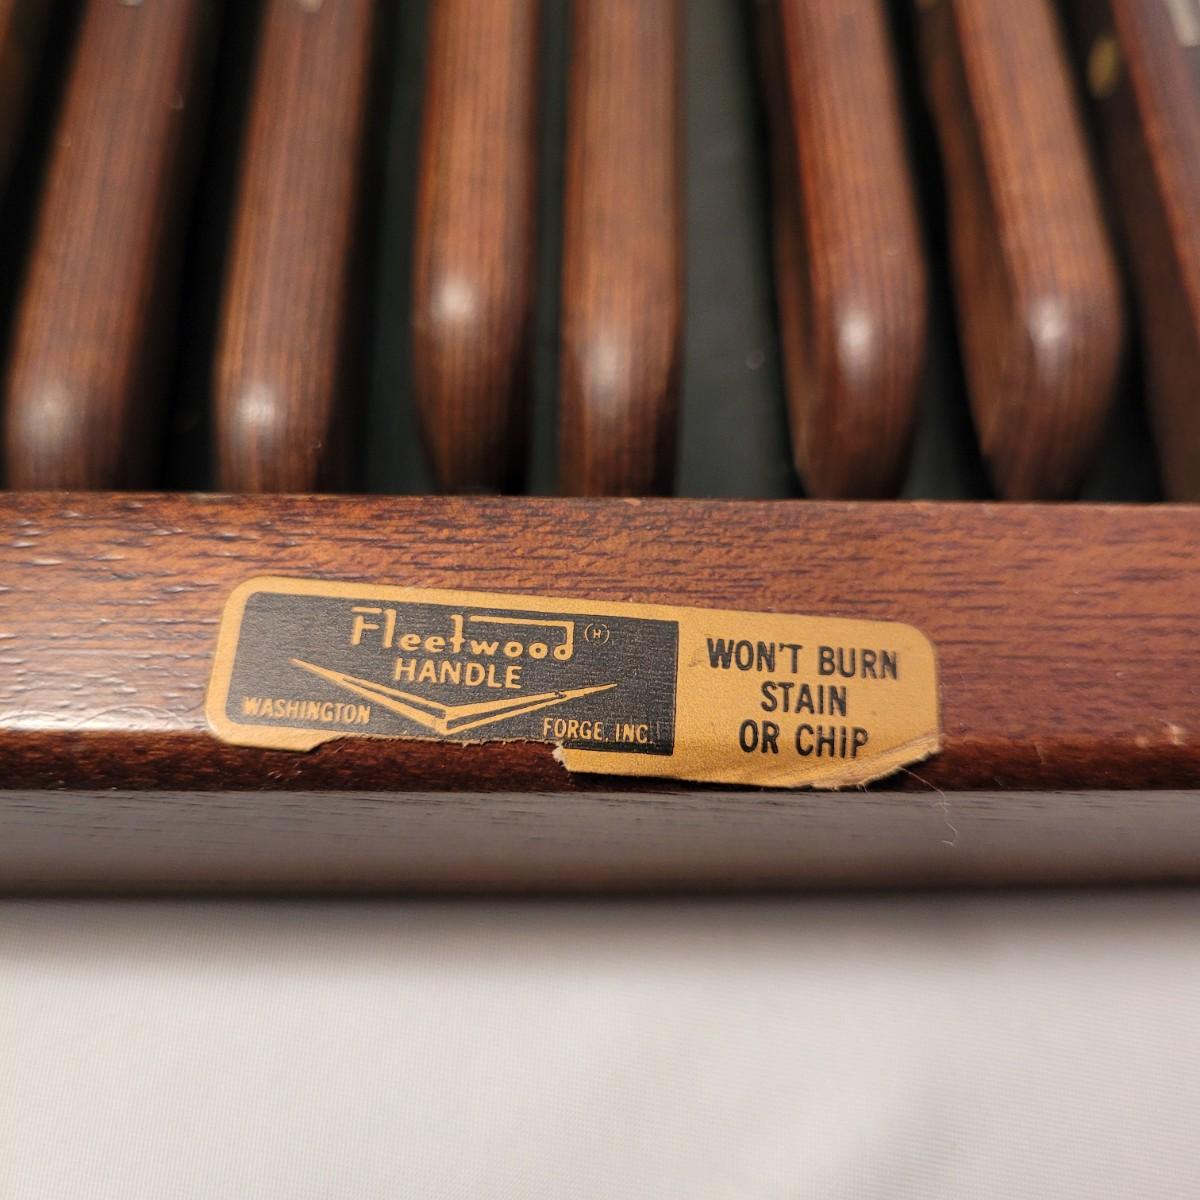 Fleetwood (H)
HANDLE
WASHINGTON FORGE, INC.
WON'T BURN
STAIN
OR CHIP